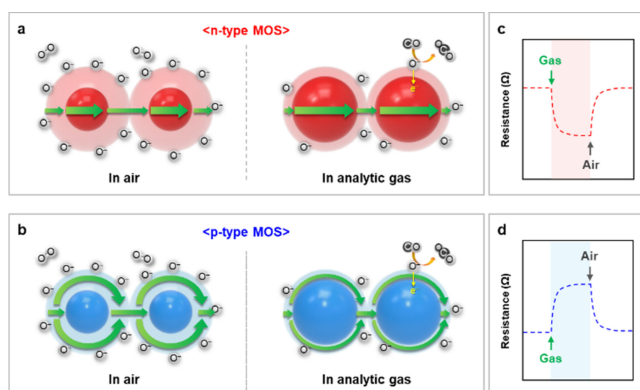 a
<n-type MOS>
O⁻
e⁻
In air
In analytic gas
c
Resistance (Ω)
Gas
Air
b
<p-type MOS>
O⁻
e⁻
In air
In analytic gas
d
Resistance (Ω)
Air
Gas